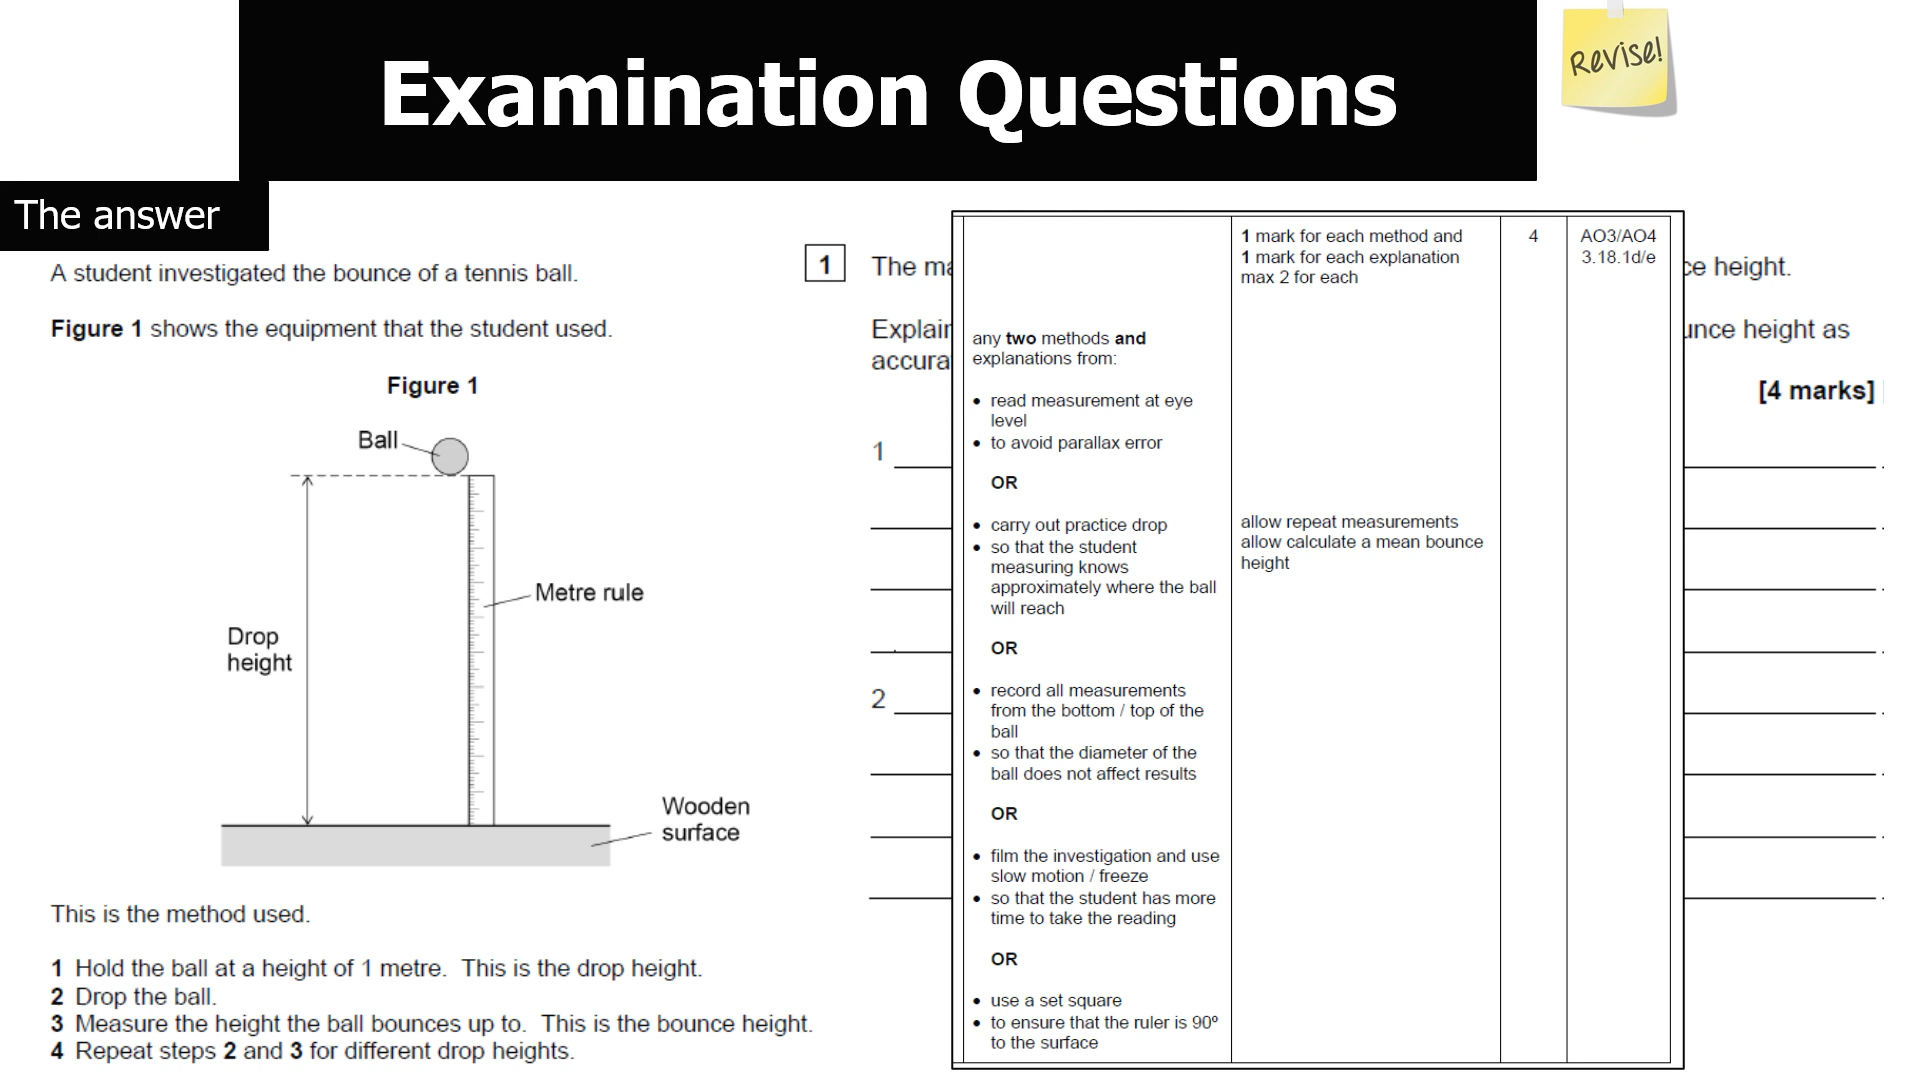 Examination Questions
Revise!
The answer
A student investigated the bounce of a tennis ball.
Figure 1 shows the equipment that the student used.
Figure 1
Ball
Metre rule
Drop
height
Wooden
surface
This is the method used.
1 Hold the ball at a height of 1 metre. This is the drop height.
2 Drop the ball.
3 Measure the height the ball bounces up to. This is the bounce height.
4 Repeat steps 2 and 3 for different drop heights.
1 The
height.
height as
[4 marks]
1
2
any two methods and
explanations from:
• read measurement at eye
level
• to avoid parallax error
OR
• carry out practice drop
• so that the student
measuring knows
approximately where the ball
will reach
OR
• record all measurements
from the bottom / top of the
ball
• so that the diameter of the
ball does not affect results
OR
• film the investigation and use
slow motion / freeze
• so that the student has more
time to take the reading
OR
• use a set square
• to ensure that the ruler is 90º
to the surface
1 mark for each method and
1 mark for each explanation
max 2 for each
allow repeat measurements
allow calculate a mean bounce
height
4
AO3/AO4
3.18.1d/e